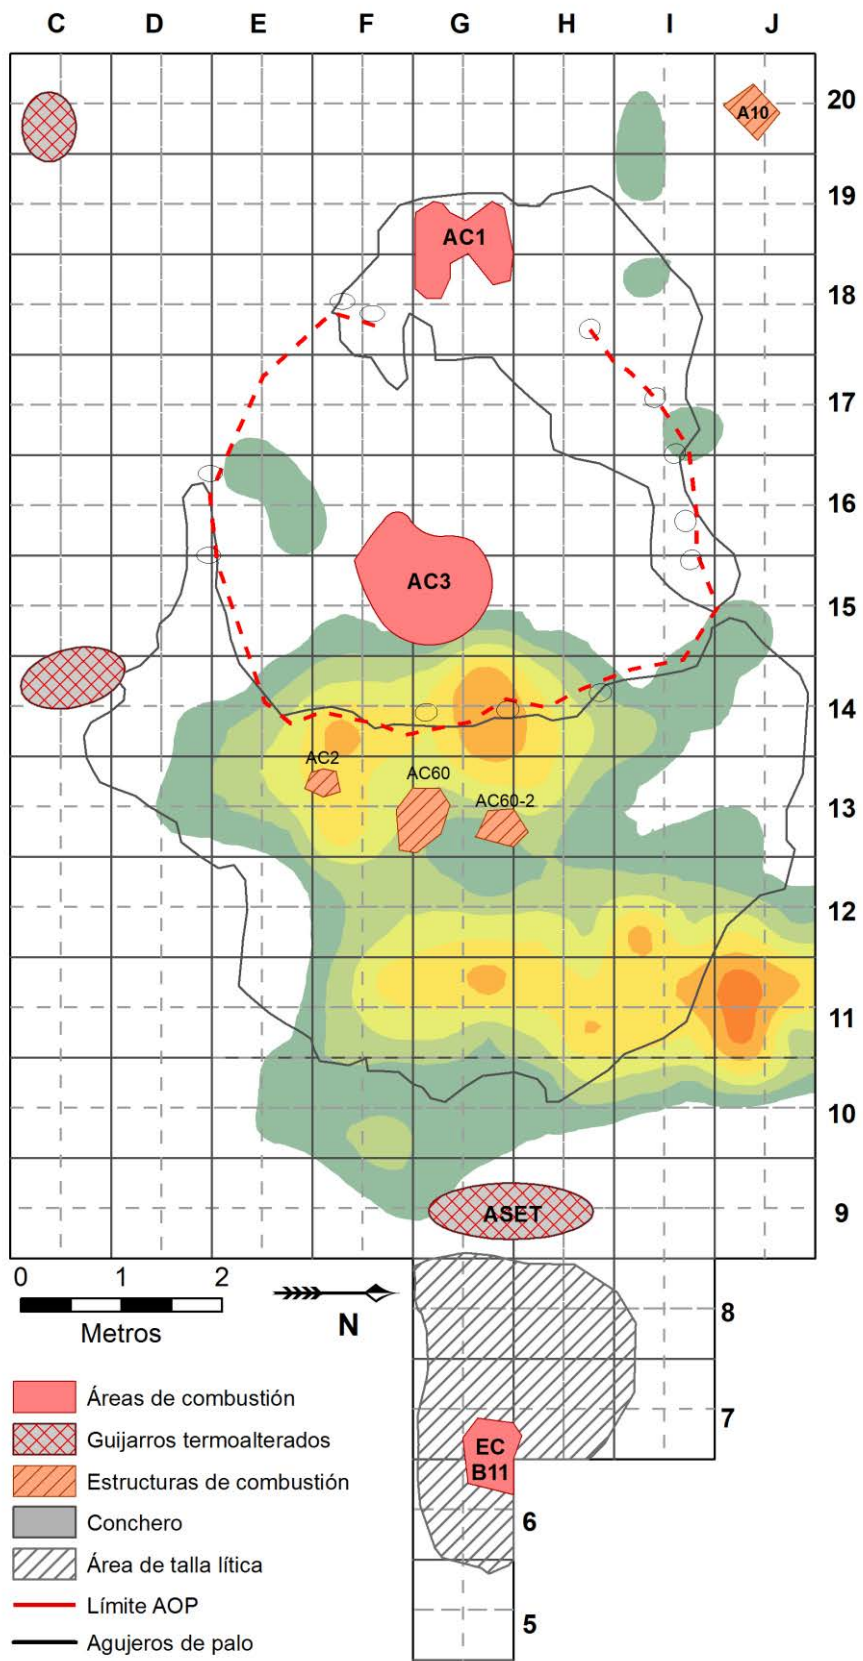 C D E F G H I J
20
A10
19
AC1
18
17
16
AC3
15
14
AC2
AC60
AC60-2
13
12
11
10
ASET
9
0 1 2
Metros
N
8
7
EC
B11
6
5
Áreas de combustión
Guijarros termoalterados
Estructuras de combustión
Conchero
Área de talla lítica
Límite AOP
Agujeros de palo